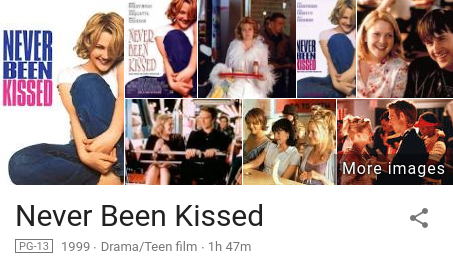 NEVER
BEEN
KISSED
NEVER
BEEN
KISSED
NEVER
BEEN
KISSED
More images
Never Been Kissed
PG-13 1999 · Drama/Teen film · 1h 47m